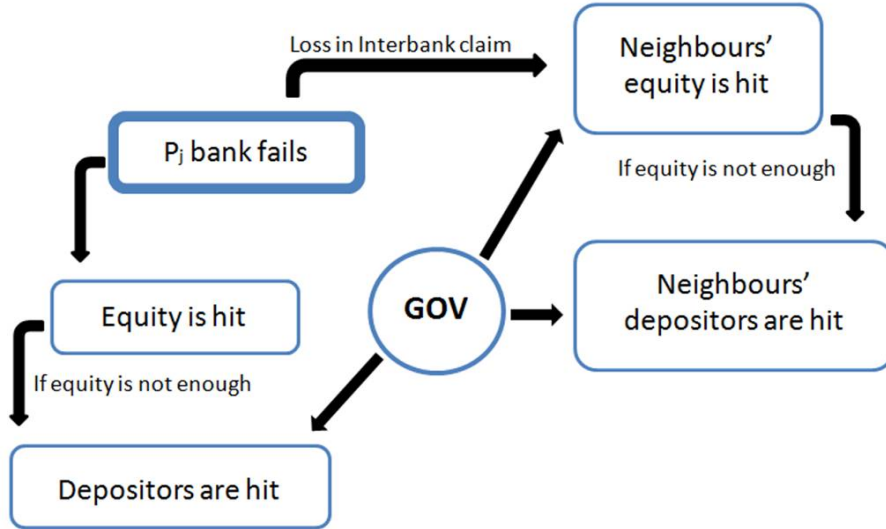 Loss in Interbank claim
Neighbours’
equity is hit
Pj bank fails
If equity is not enough
GOV
Neighbours’
depositors are hit
Equity is hit
If equity is not enough
Depositors are hit